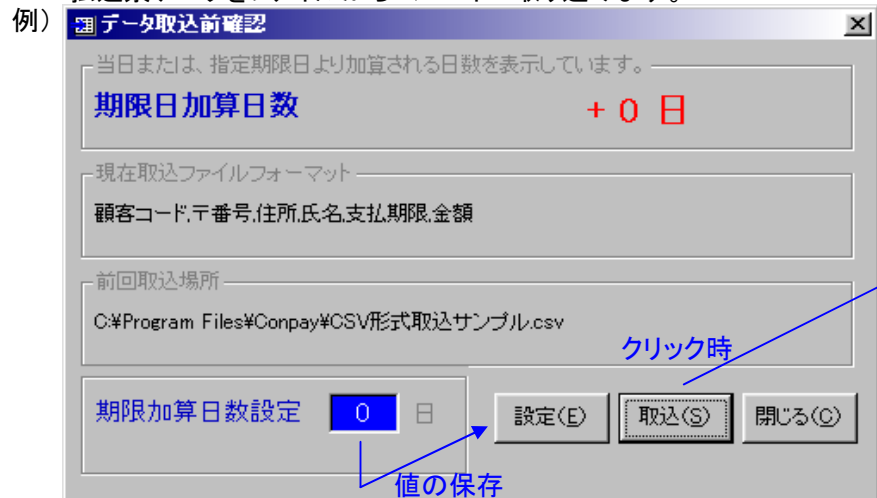 例)
データ取込前確認
当日または、指定期限日より加算される日数を表示しています。
期限日加算日数 +0 日
現在取込ファイルフォーマット
顧客コード,〒番号,住所,氏名,支払期限,金額
前回取込場所
C:¥Program Files¥Conpay¥CSV形式取込サンプル.csv
クリック時
期限加算日数設定 0 日 設定(E) 取込(S) 閉じる(C)
値の保存